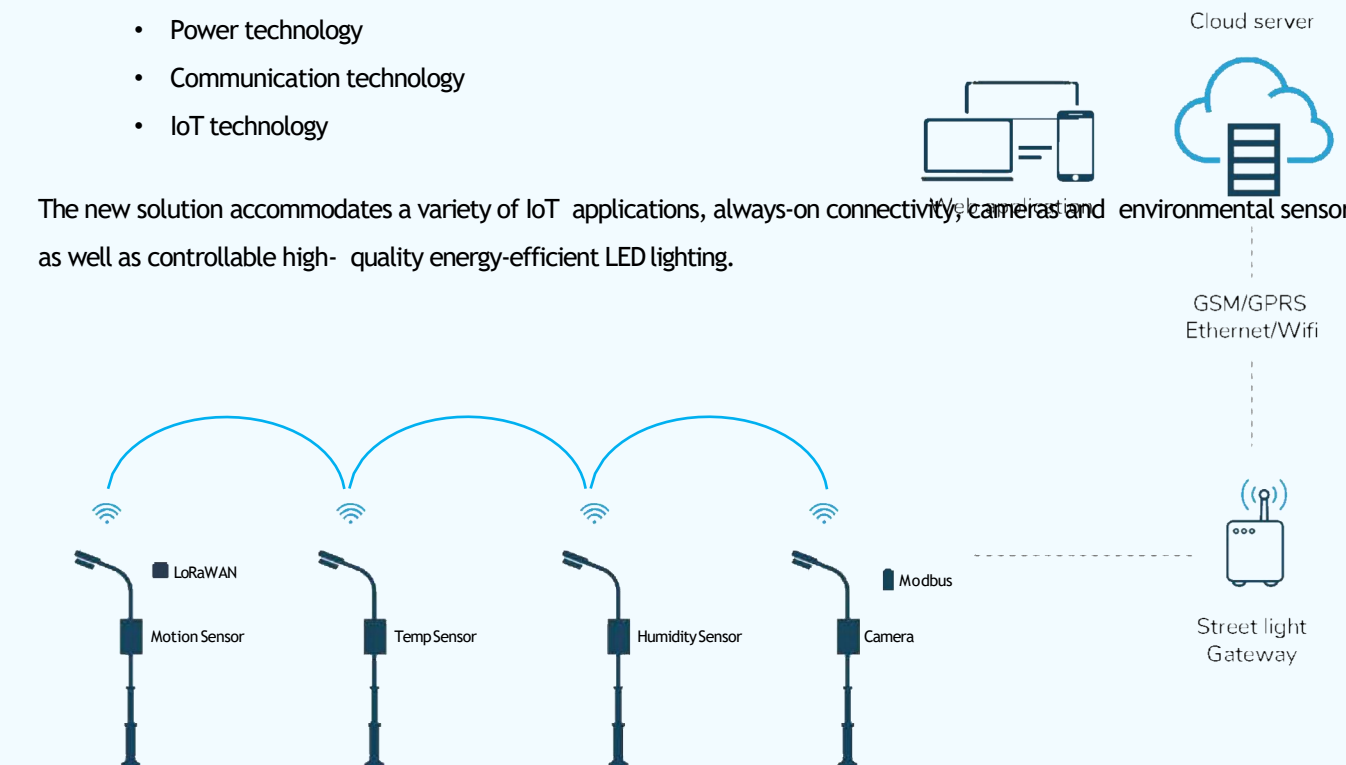 Cloud server
• Power technology
• Communication technology
• IoT technology
Web application
The new solution accommodates a variety of IoT applications, always-on connectivity, cameras and environmental sensor
as well as controllable high- quality energy-efficient LED lighting.
GSM/GPRS
Ethernet/Wifi
LoRaWAN
Modbus
Motion Sensor
Temp Sensor
Humidity Sensor
Camera
Street light
Gateway